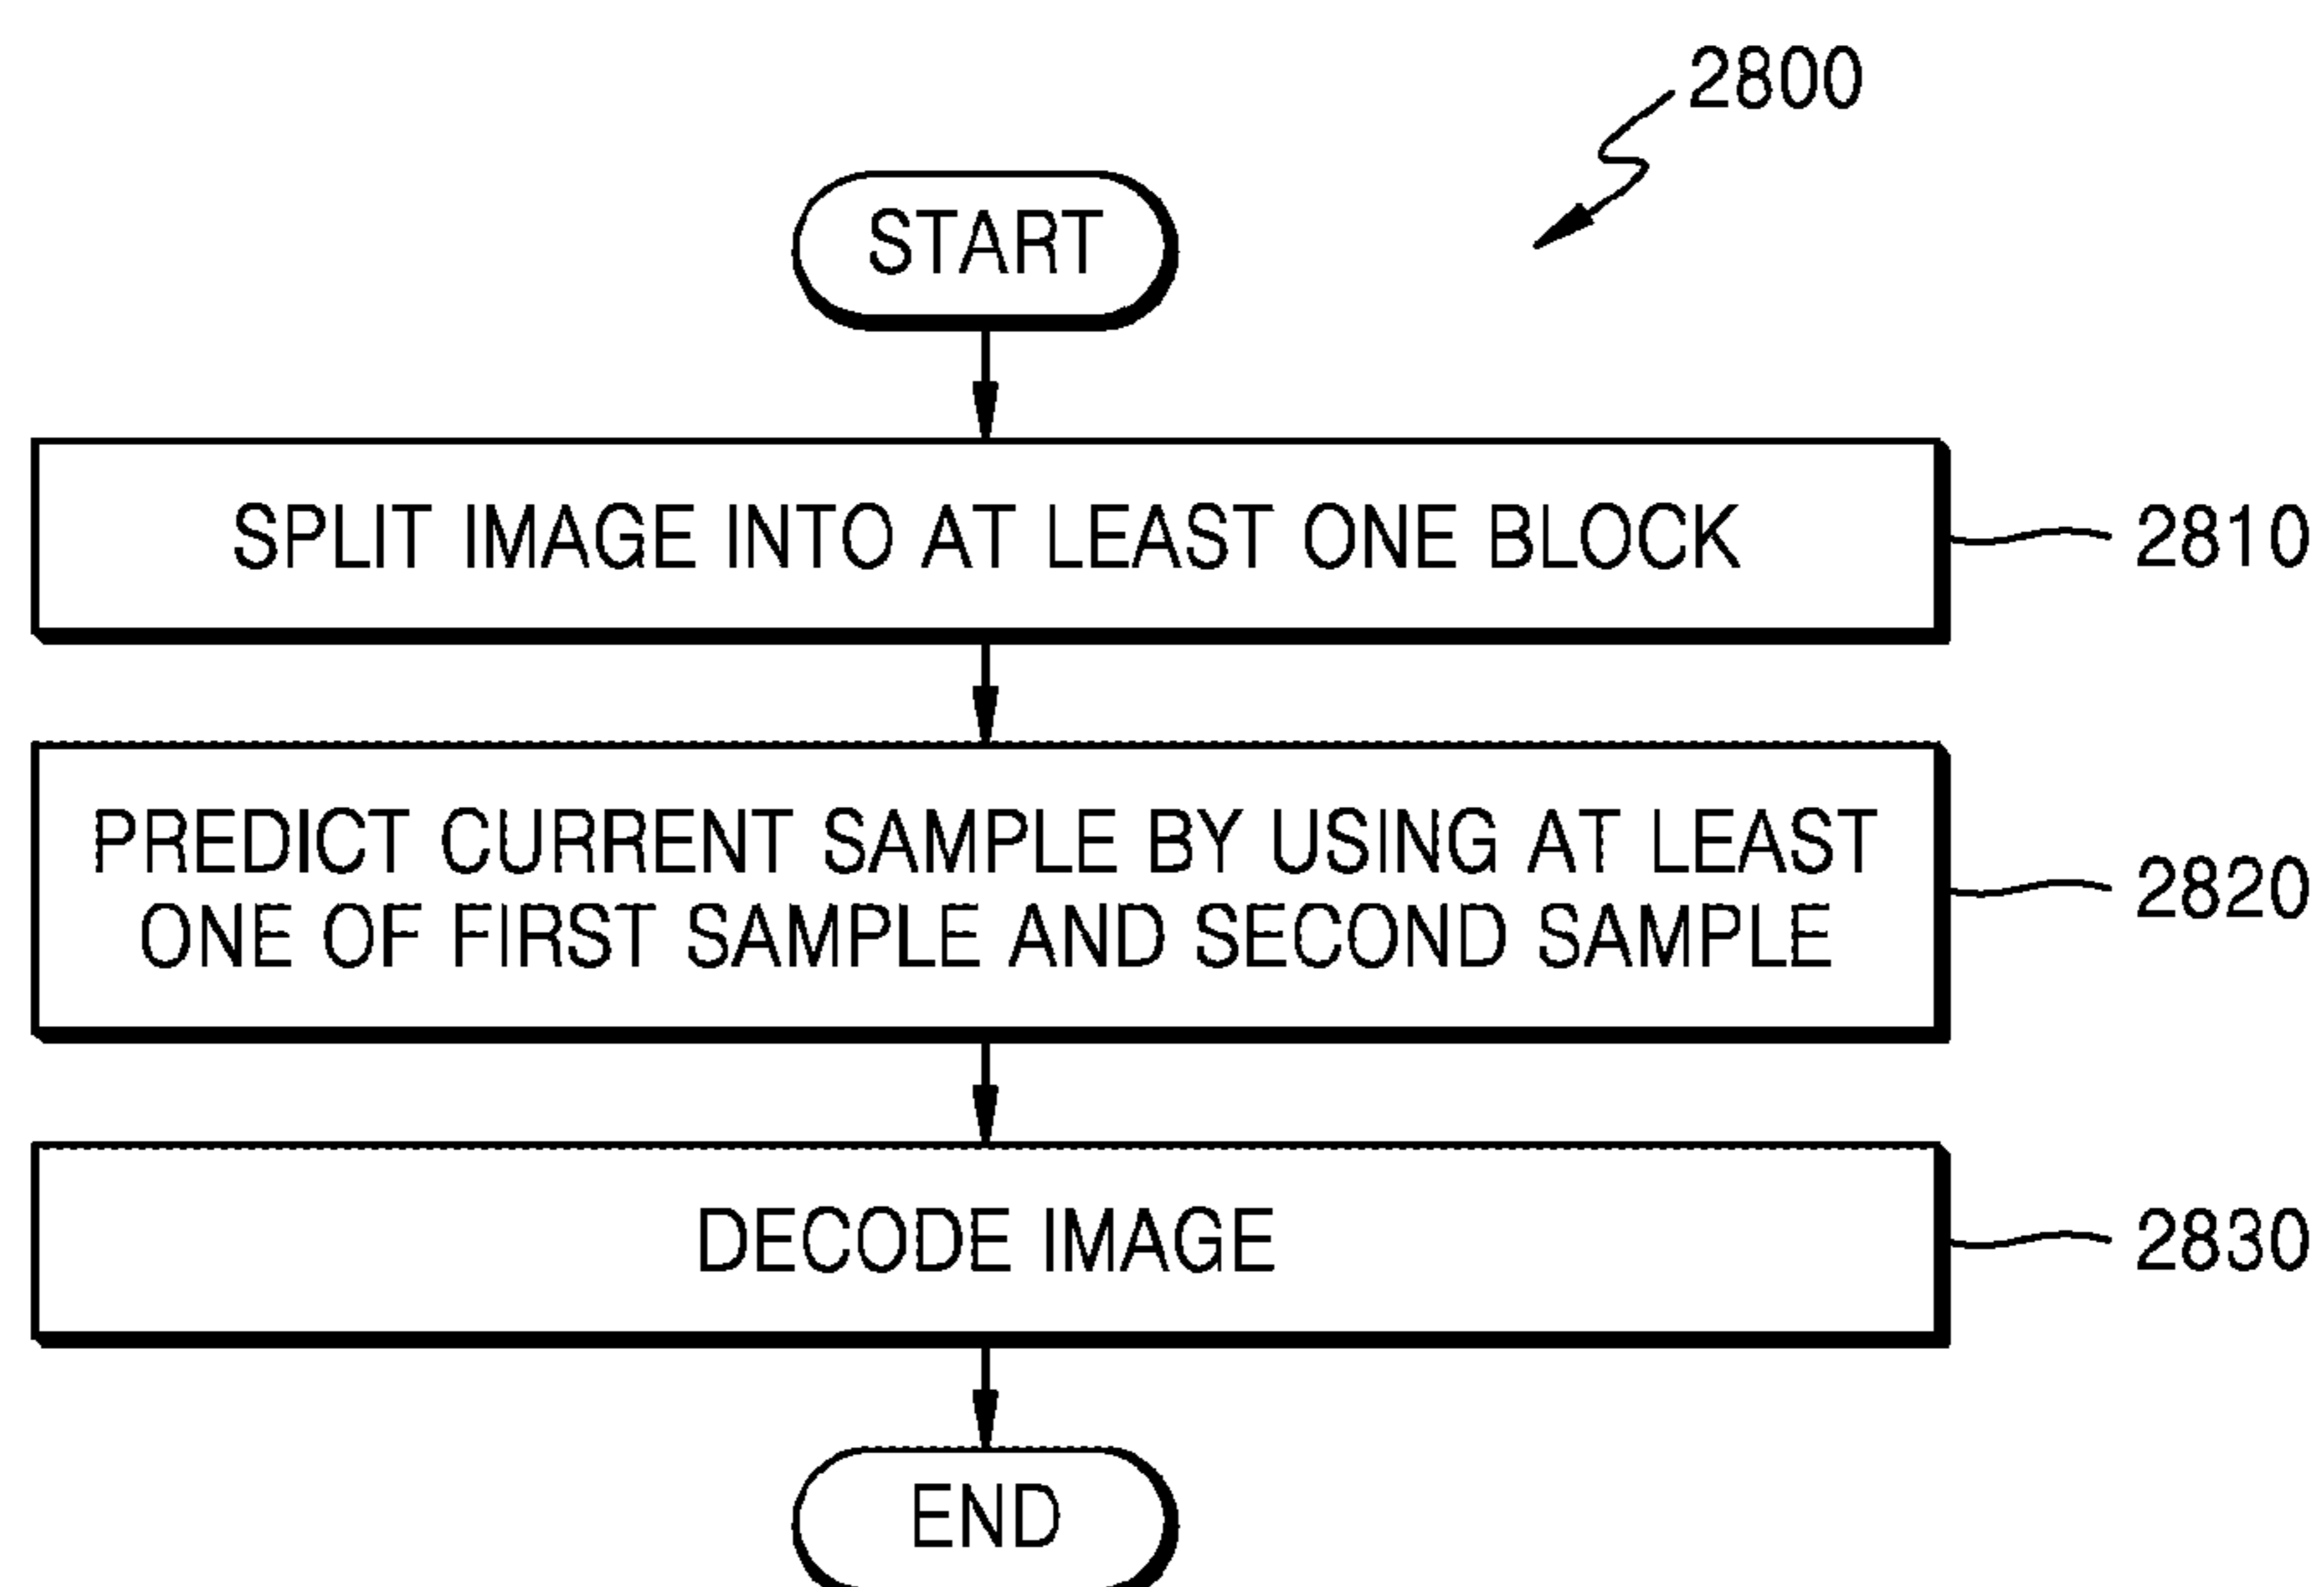 2800
START
SPLIT IMAGE INTO AT LEAST ONE BLOCK
2810
PREDICT CURRENT SAMPLE BY USING AT LEAST
ONE OF FIRST SAMPLE AND SECOND SAMPLE
2820
DECODE IMAGE
2830
END